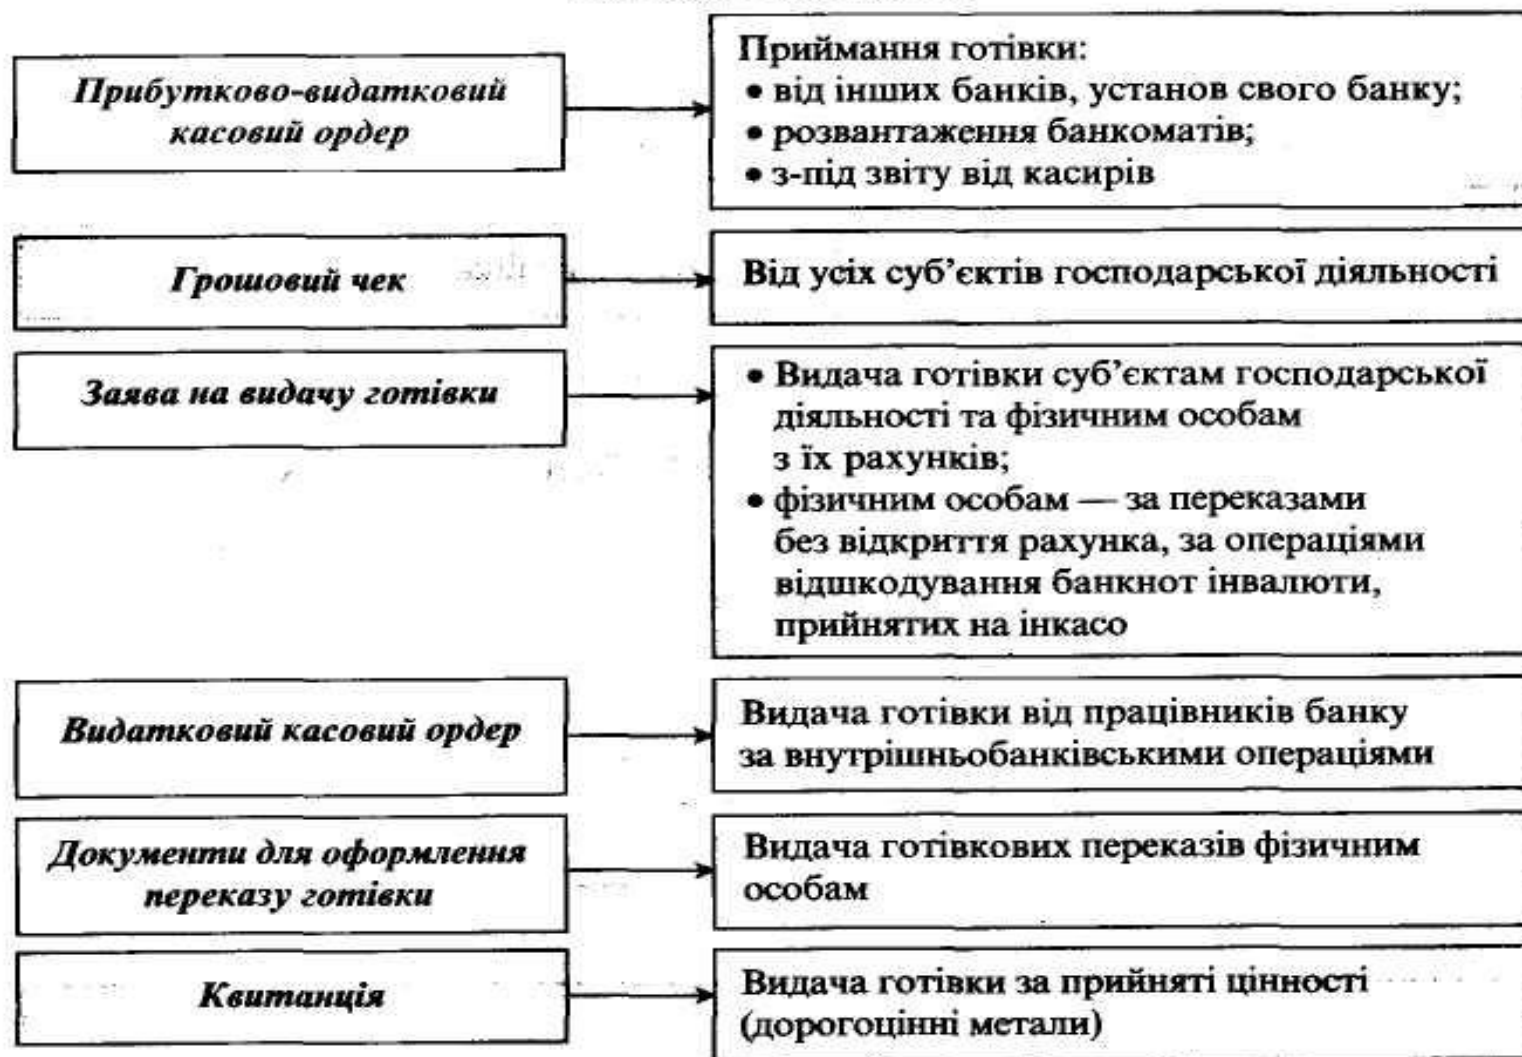 Прибутково-видатковий
касовий ордер
Приймання готівки:
• від інших банків, установ свого банку;
• розвантаження банкоматів;
• з-під звіту від касирів
Грошовий чек
Від усіх суб’єктів господарської діяльності
Заява на видачу готівки
• Видача готівки суб’єктам господарської
діяльності та фізичним особам
з їх рахунків;
• фізичним особам — за переказами
без відкриття рахунка, за операціями
відшкодування банкнот інвалюти,
прийнятих на інкасо
Видатковий касовий ордер
Видача готівки від працівників банку
за внутрішньобанківськими операціями
Документи для оформлення
переказу готівки
Видача готівкових переказів фізичним
особам
Квитанція
Видача готівки за прийняті цінності
(дорогоцінні метали)